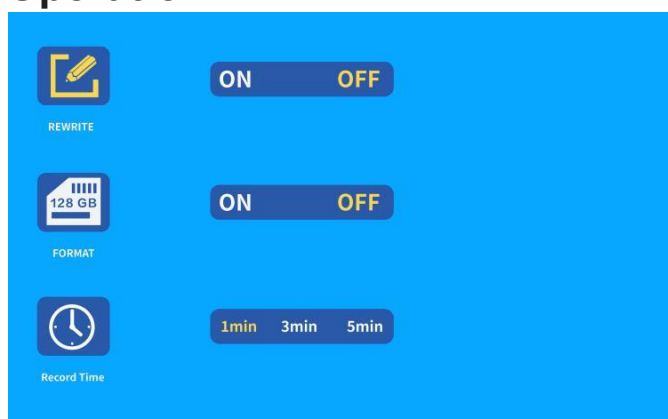 ON OFF
REWRITE
128 GB
ON OFF
FORMAT
1min 3min 5min
Record Time